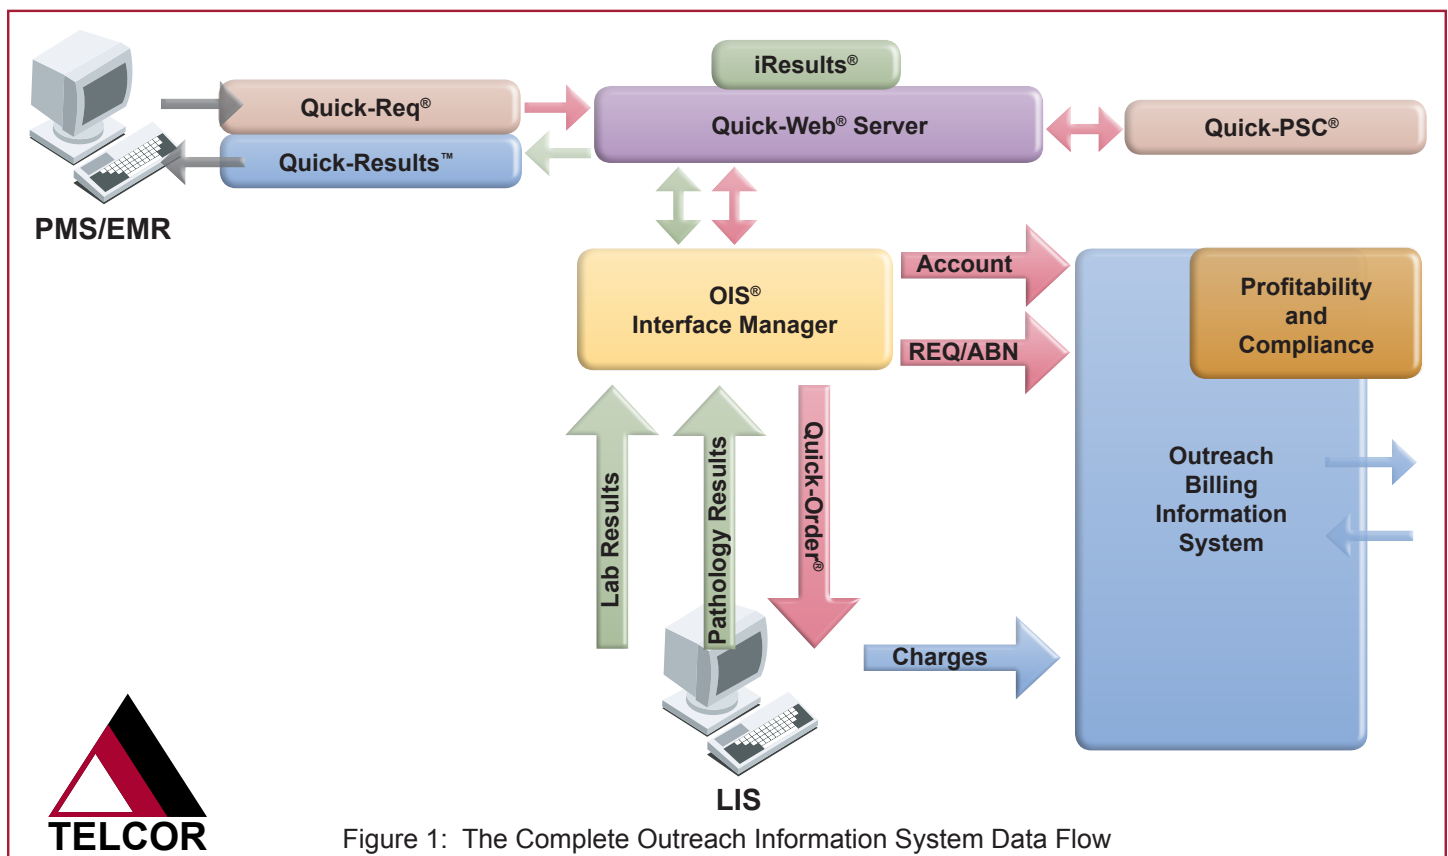 iResults®
Quick-Req®
Quick-Web® Server
Quick-PSC®
Quick-Results™
PMS/EMR
OIS®
Interface Manager
Account
REQ/ABN
Profitability
and
Compliance
Lab Results
Pathology Results
Quick-Order®
Outreach
Billing
Information
System
Charges
LIS
TELCOR
Figure 1: The Complete Outreach Information System Data Flow